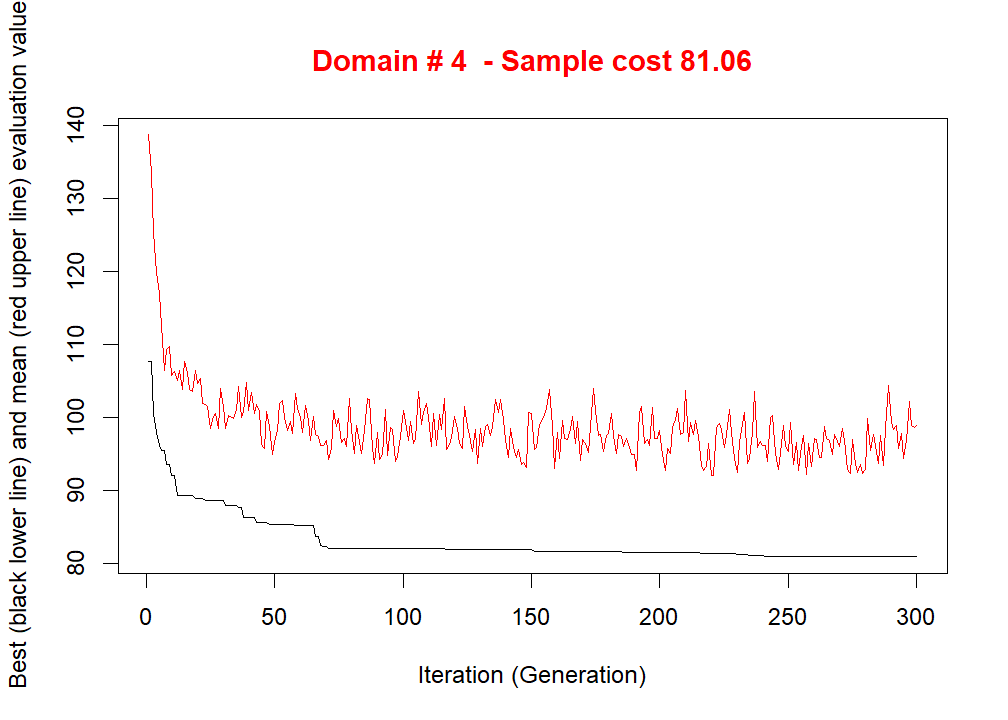 Domain # 4  - Sample cost 81.06
Best (black lower line) and mean (red upper line) evaluation value
140
130
120
110
100
90
80
0 50 100 150 200 250 300
Iteration (Generation)